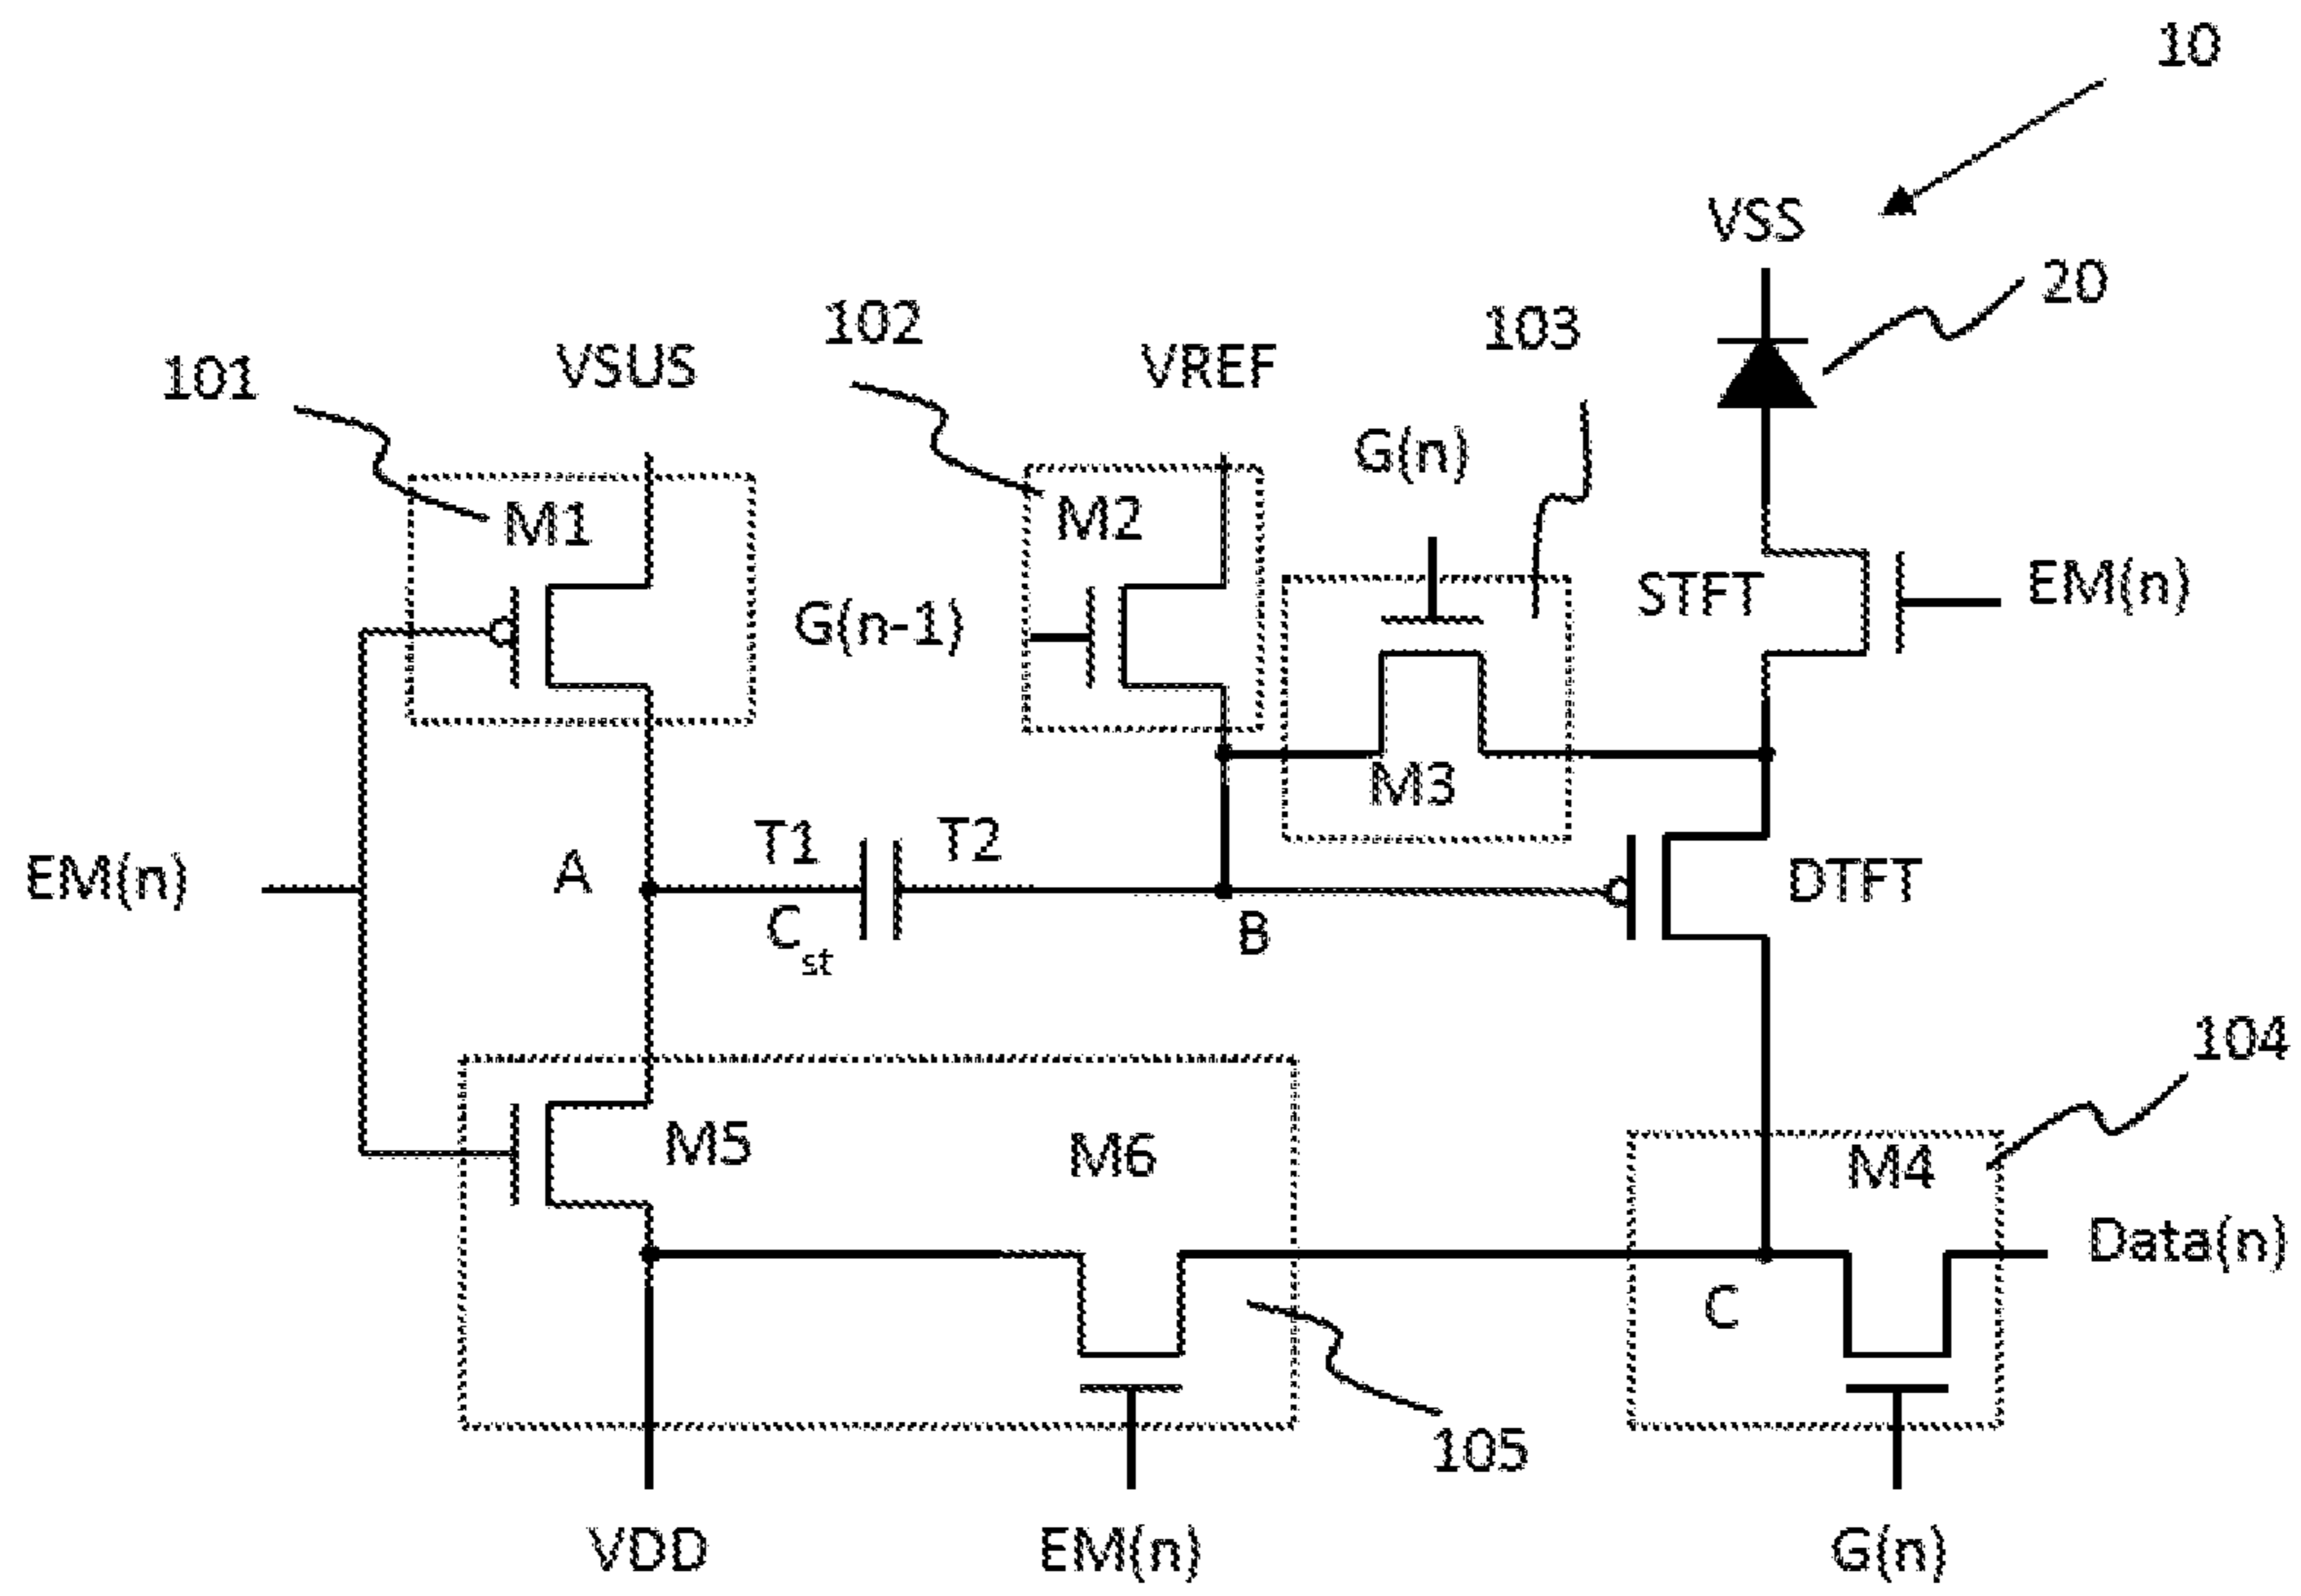 10
VSS
20
102
103
101
VSUS
VREF
G(n)
M1
M2
STFT
EM(n)
G(n-1)
M3
T1
T2
EM(n)
A
DTFT
Cst
B
104
M5
M6
M4
Data(n)
C
105
VDD
EM(n)
G(n)